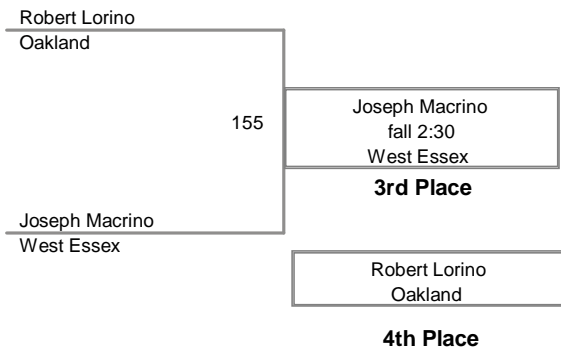 Robert Lorino
Oakland
155
Joseph Macrino
fall 2:30
West Essex
3rd Place
Joseph Macrino
West Essex
Robert Lorino
Oakland
4th Place